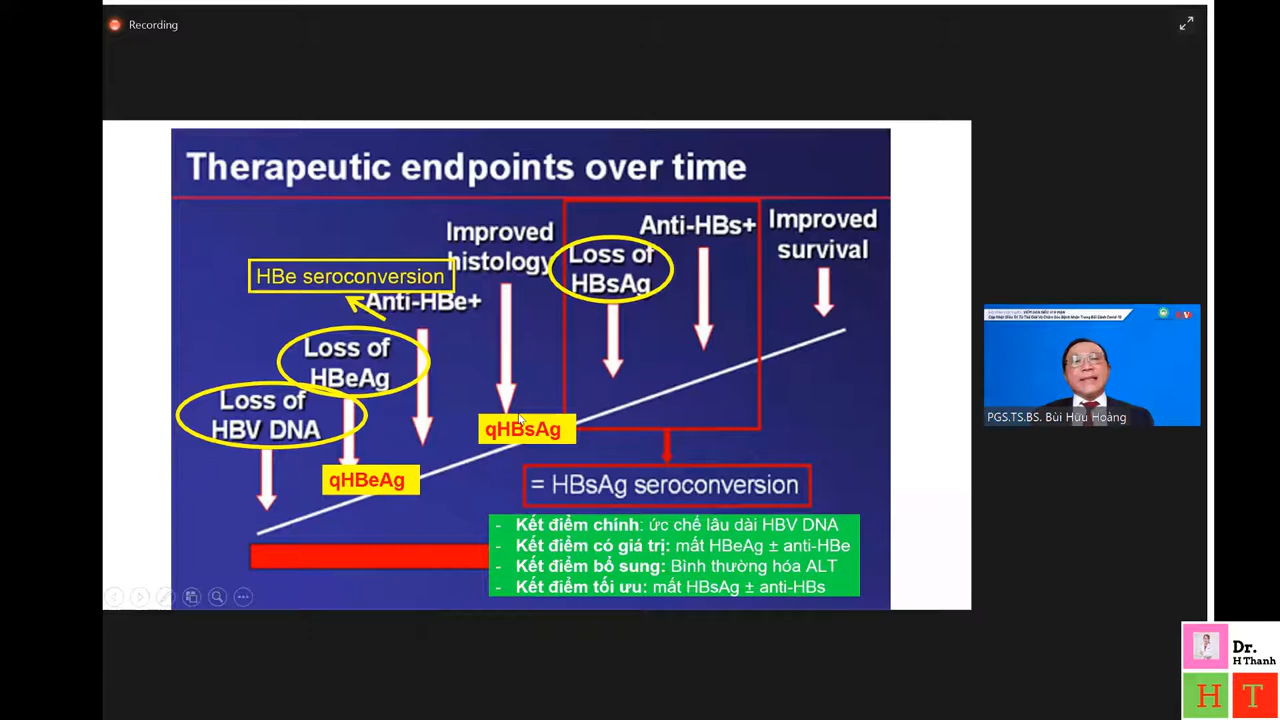 Recording
Therapeutic endpoints over time
Improved
histology
Anti-HBs+
Improved
survival
Loss of
HBsAg
HBe seroconversion
Anti-HBe+
Loss of
HBeAg
Loss of
HBV DNA
qHBsAg
qHBeAg
= HBsAg seroconversion
- Kết điểm chính: ức chế lâu dài HBV DNA
- Kết điểm có giá trị: mất HBeAg ± anti-HBe
- Kết điểm bổ sung: Bình thường hóa ALT
- Kết điểm tối ưu: mất HBsAg ± anti-HBs
PGS.TS.BS. Bùi Hữu Hoàng
Dr.
H Thanh
H T